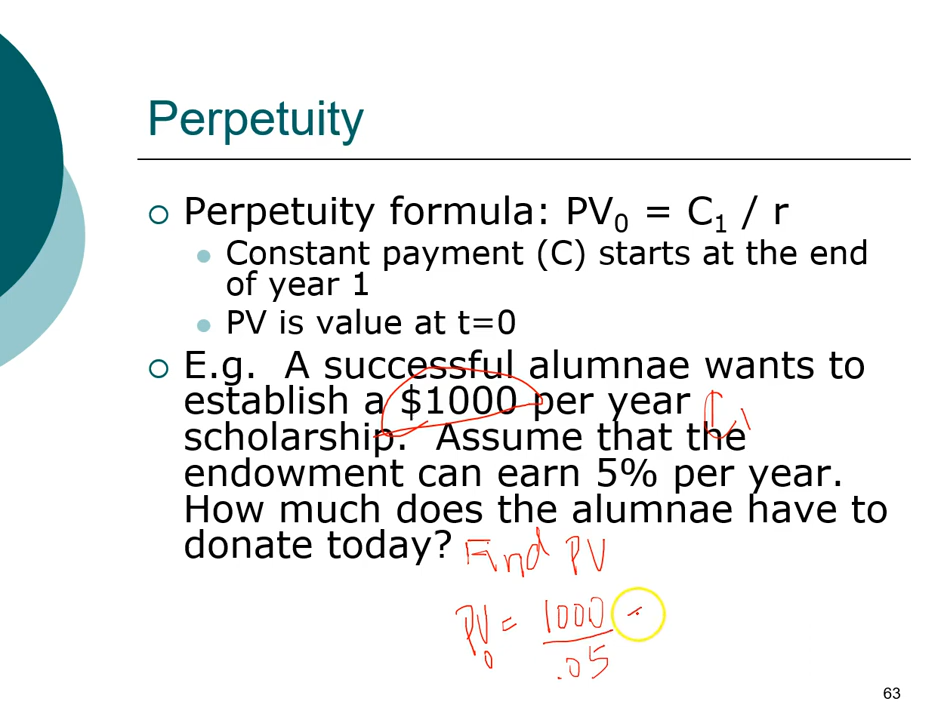 Perpetuity
Perpetuity formula: PV0 = C1 / r
Constant payment (C) starts at the end
of year 1
PV is value at t=0
E.g. A successful alumnae wants to
establish a $1000 per year
C1
scholarship. Assume that the
endowment can earn 5% per year.
How much does the alumnae have to
donate today? Find PV
PV0 = 1000
.05
63